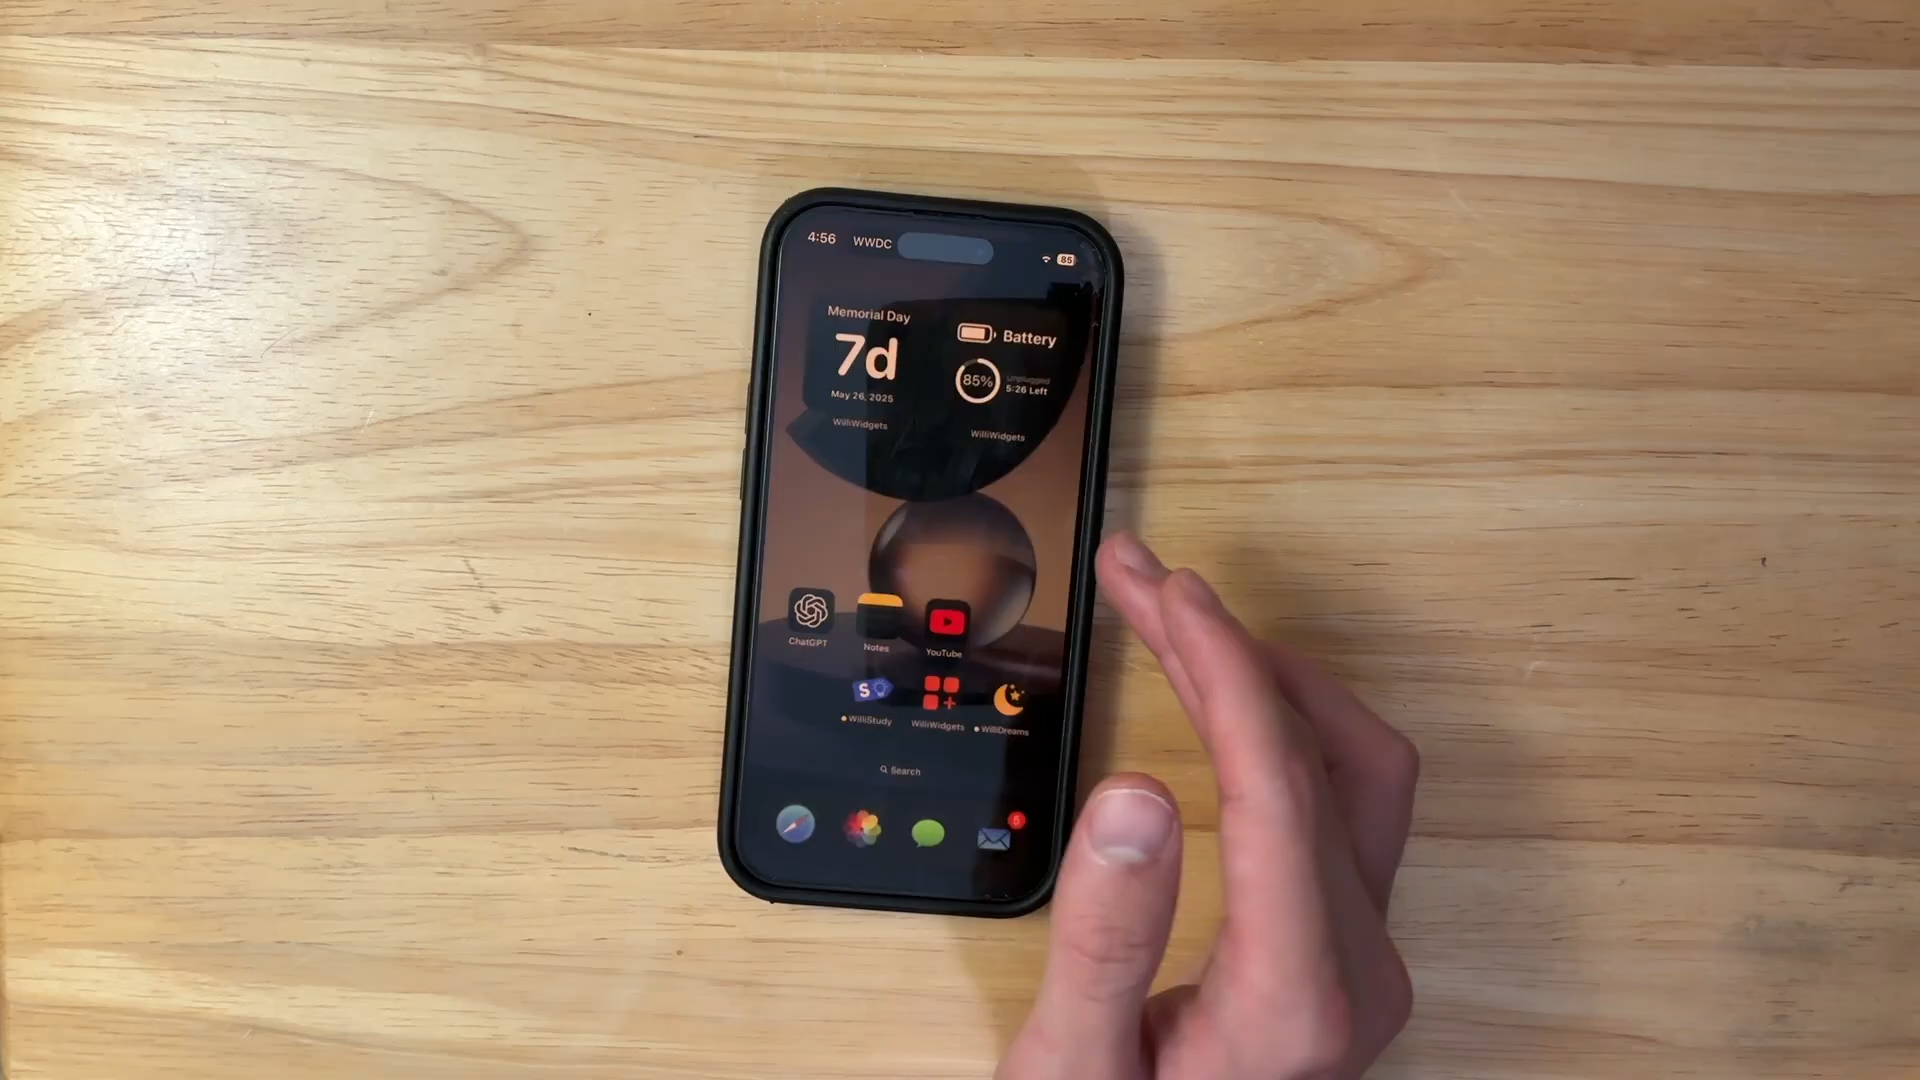 4:56 WWDC
85
Memorial Day
7d
May 26, 2025
WilliWidgets
Battery
85%
Unplugged
5:26 Left
WilliWidgets
ChatGPT
Notes
YouTube
S
WilliStudy
WilliWidgets
WilliDreams
Search
5